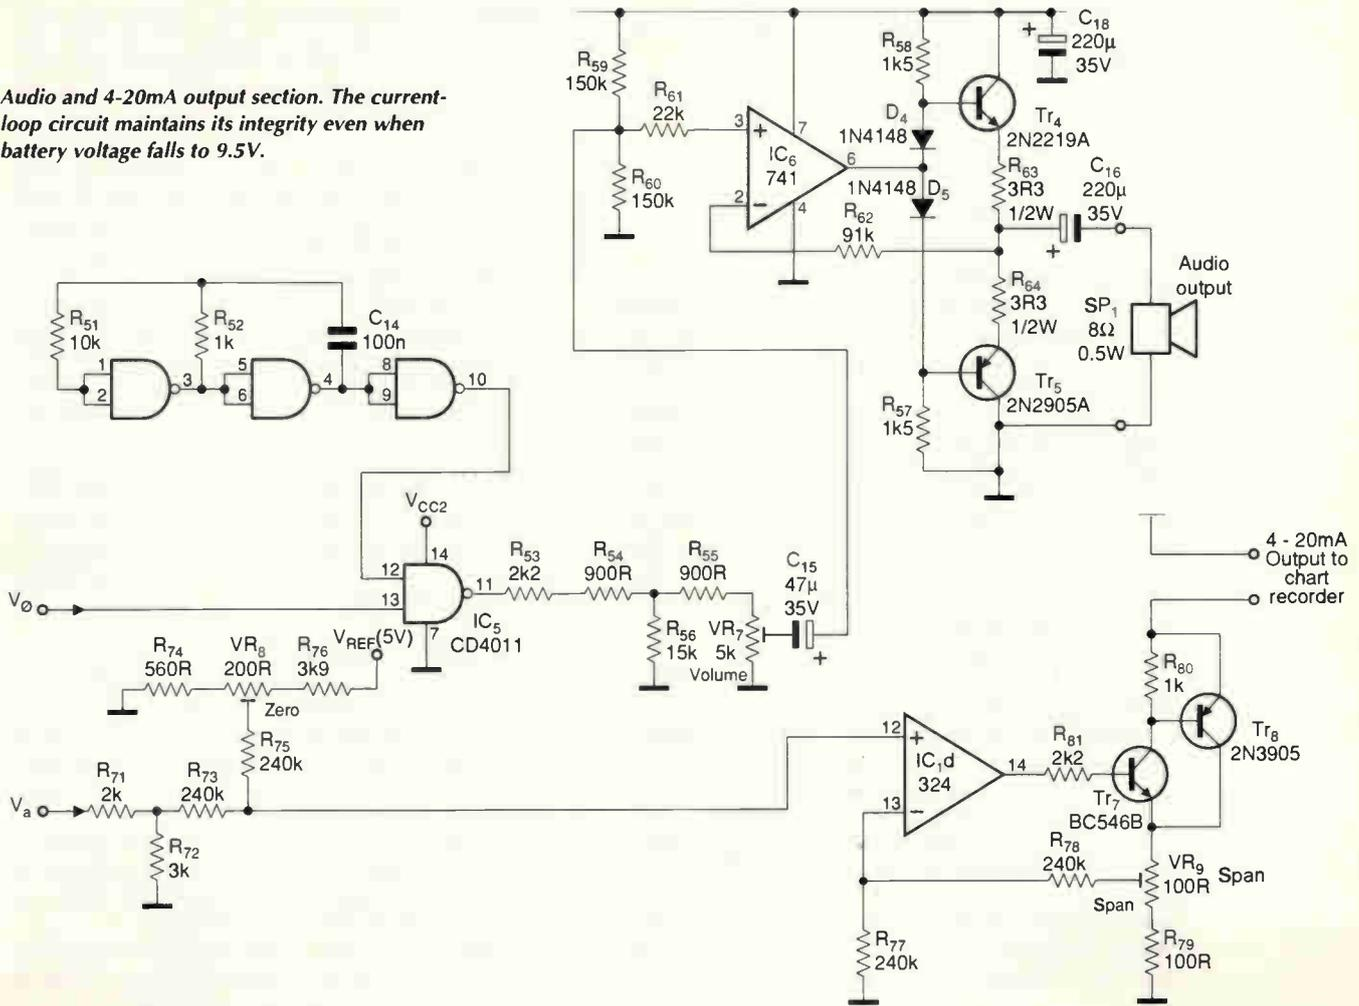 Audio and 4-20mA output section. The current-
loop circuit maintains its integrity even when
battery voltage falls to 9.5V.
R59
150k
R61
22k
R60
150k
3
+
7
IC6
741
6
2
−
4
R58
1k5
D4
1N4148
1N4148
D5
R62
91k
Tr4
2N2219A
R63
3R3
1/2W
C18
220µ
35V
+
C16
220µ
35V
+
R64
3R3
1/2W
Audio
output
SP1
8Ω
0.5W
Tr5
2N2905A
R57
1k5
R51
10k
R52
1k
C14
100n
1
2
3
5
6
4
8
9
10
VCC2
14
12
13
11
7
IC5
CD4011
VØ
R53
2k2
R54
900R
R55
900R
C15
47µ
35V
+
R56
15k
VR7
5k
Volume
R74
560R
VR8
200R
R76
3k9
VREF(5V)
Zero
R75
240k
Va
R71
2k
R73
240k
R72
3k
4 - 20mA
Output to
chart
recorder
R80
1k
Tr8
2N3905
12
+
IC1d
324
14
13
−
R81
2k2
Tr7
BC546B
R78
240k
VR9
100R
Span
Span
R77
240k
R79
100R